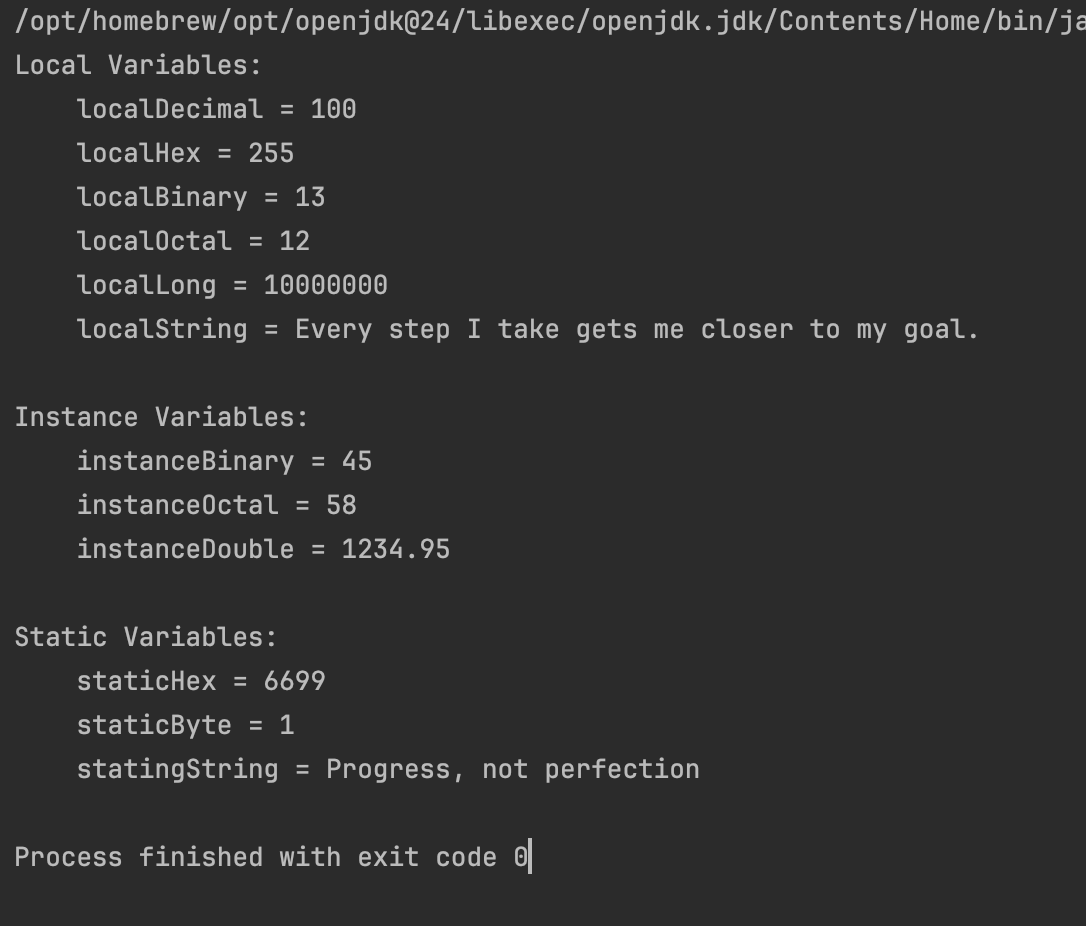 /opt/homebrew/opt/openjdk@24/libexec/openjdk.jdk/Contents/Home/bin/ja
Local Variables:
    localDecimal = 100
    localHex = 255
    localBinary = 13
    localOctal = 12
    localLong = 10000000
    localString = Every step I take gets me closer to my goal.

Instance Variables:
    instanceBinary = 45
    instanceOctal = 58
    instanceDouble = 1234.95

Static Variables:
    staticHex = 6699
    staticByte = 1
    statingString = Progress, not perfection

Process finished with exit code 0